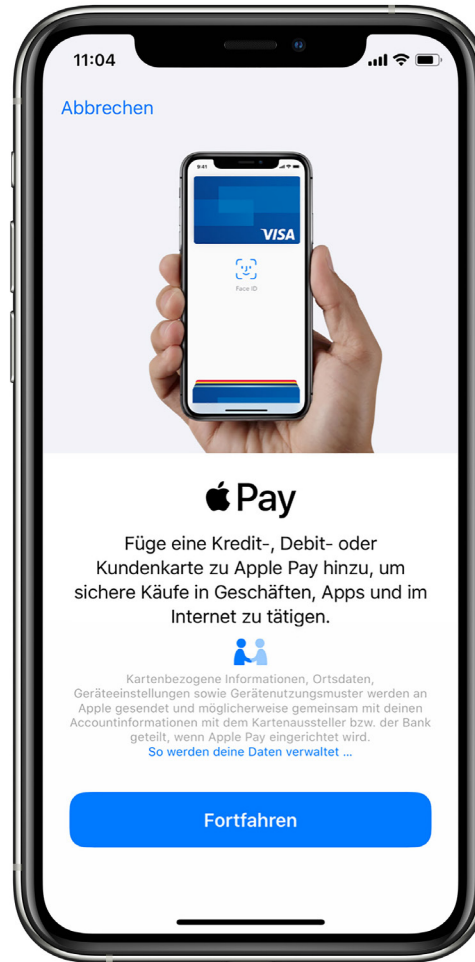 11:04
Abbrechen
9:41
VISA
Face ID
Pay
Füge eine Kredit-, Debit- oder
Kundenkarte zu Apple Pay hinzu, um
sichere Käufe in Geschäften, Apps und im
Internet zu tätigen.
Kartenbezogene Informationen, Ortsdaten,
Geräteeinstellungen sowie Gerätenutzungsmuster werden an
Apple gesendet und möglicherweise gemeinsam mit deinen
Accountinformationen mit dem Kartenaussteller bzw. der Bank
geteilt, wenn Apple Pay eingerichtet wird.
So werden deine Daten verwaltet ...
Fortfahren